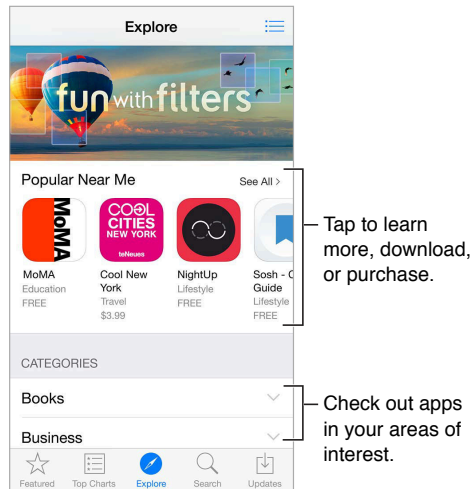 Explore
fun with filters
Popular Near Me
See All >
MoMA
COOL
CITIES
NEW YORK
teNeues
MoMA
Education
FREE
Cool New
York
Travel
$3.99
NightUp
Lifestyle
FREE
Sosh - C
Guide
Lifestyle
FREE
Tap to learn
more, download,
or purchase.
CATEGORIES
Books
Business
Check out apps
in your areas of
interest.
Featured
Top Charts
Explore
Search
Updates